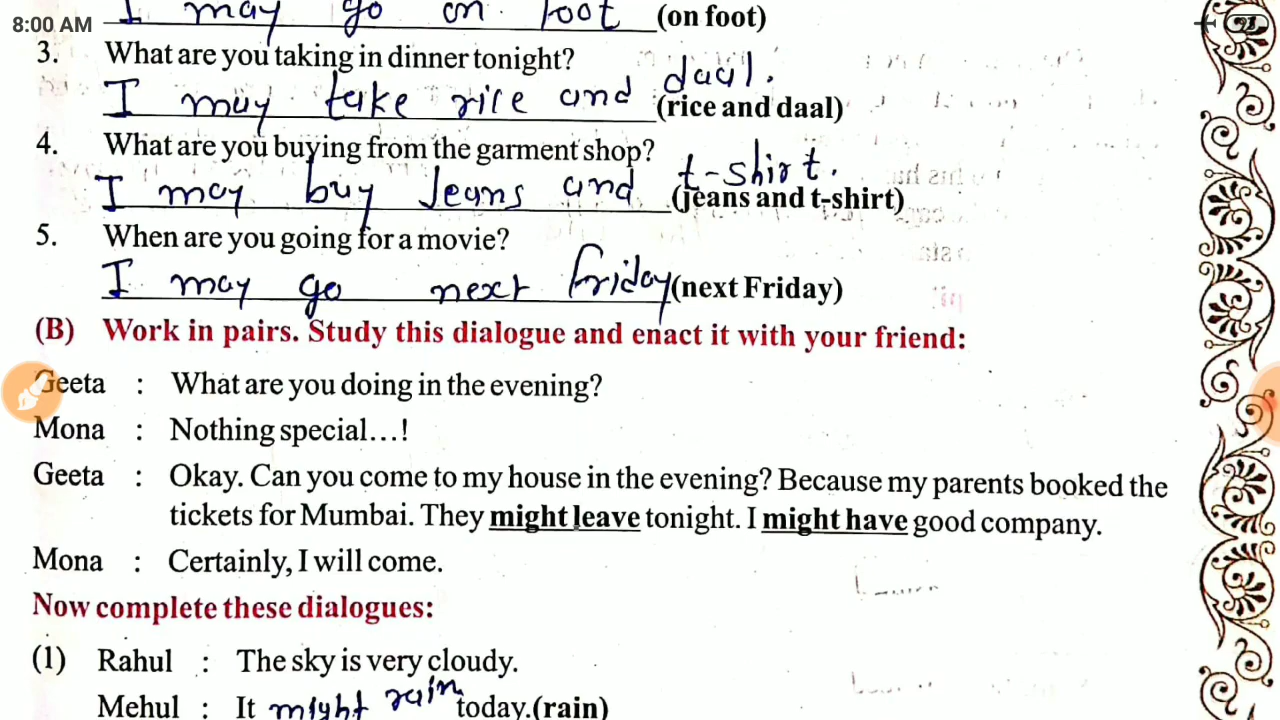 8:00 AM
I may go on foot (on foot)
3. What are you taking in dinner tonight?
I may take rice and daal. (rice and daal)
4. What are you buying from the garment shop?
I may buy Jeans and t-shirt. (jeans and t-shirt)
5. When are you going for a movie?
I may go next friday (next Friday)
(B) Work in pairs. Study this dialogue and enact it with your friend:
Geeta : What are you doing in the evening?
Mona : Nothing special...!
Geeta : Okay. Can you come to my house in the evening? Because my parents booked the
tickets for Mumbai. They might leave tonight. I might have good company.
Mona : Certainly, I will come.
Now complete these dialogues:
(1) Rahul : The sky is very cloudy.
Mehul : It might rain today.(rain)